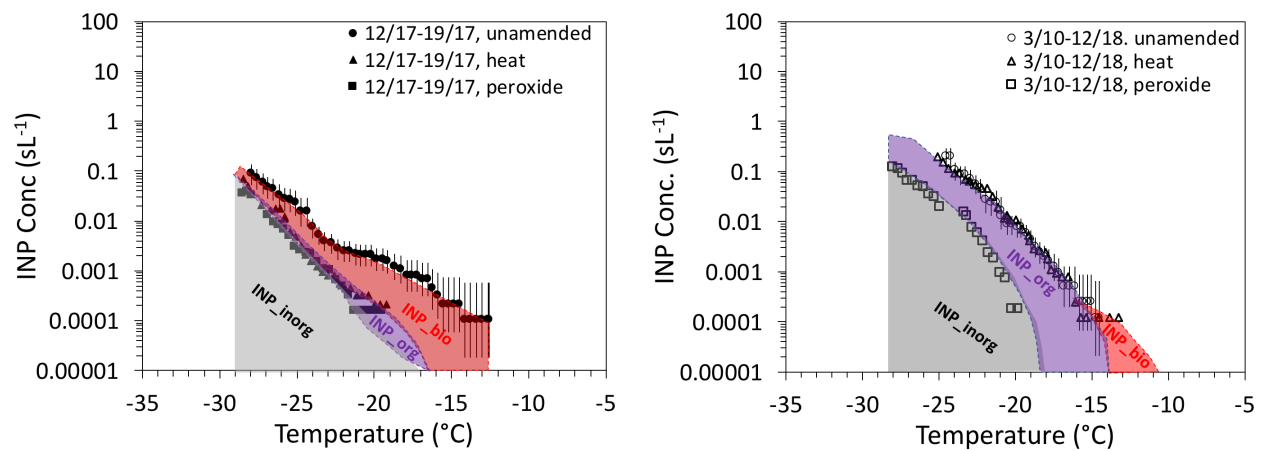 100
10
1
0.1
0.01
0.001
0.0001
0.00001
INP Conc (sL-1)
12/17-19/17, unamended
12/17-19/17, heat
12/17-19/17, peroxide
INP_inorg
INP_org
INP_bio
-35 -30 -25 -20 -15 -10 -5
Temperature (°C)
100
10
1
0.1
0.01
0.001
0.0001
0.00001
INP Conc. (sL-1)
3/10-12/18. unamended
3/10-12/18, heat
3/10-12/18, peroxide
INP_inorg
INP_org
INP_bio
-35 -30 -25 -20 -15 -10 -5
Temperature (°C)